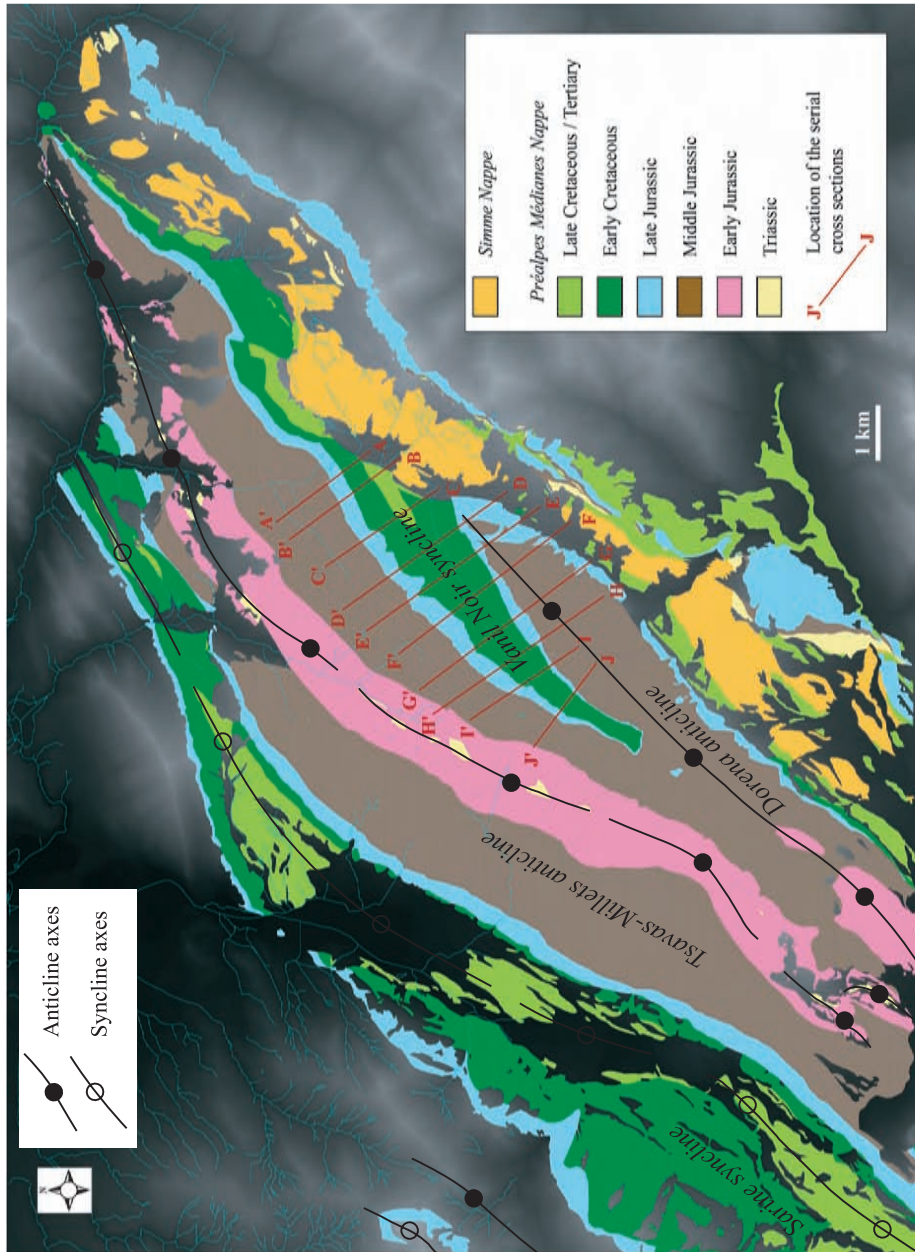 Anticline axes
Syncline axes
N
Simme Nappe
Préalpes Médianes Nappe
Late Cretaceous / Tertiary
Early Cretaceous
Late Jurassic
Middle Jurassic
Early Jurassic
Triassic
Location of the serial
cross sections
J'
J
1 km
A'
A
B'
B
C'
C
D'
D
E'
E
F'
F
G'
H'
H
I'
I
J'
J
Vanil Noir syncline
Dorena anticline
Tsavas-Millets anticline
Sarine syncline